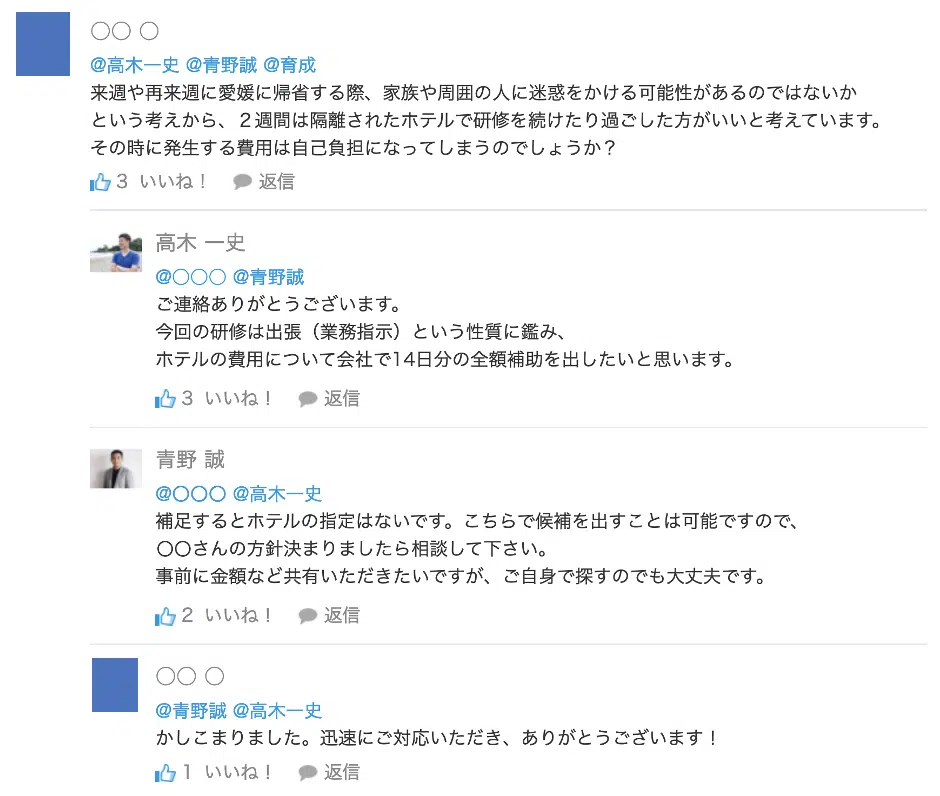 〇〇 〇
@高木一史 @青野誠 @育成
来週や再来週に愛媛に帰省する際、家族や周囲の人に迷惑をかける可能性があるのではないか
という考えから、２週間は隔離されたホテルで研修を続けたり過ごした方がいいと考えています。
その時に発生する費用は自己負担になってしまうのでしょうか？
3 いいね！ 返信
高木 一史
@〇〇〇 @青野誠
ご連絡ありがとうございます。
今回の研修は出張（業務指示）という性質に鑑み、
ホテルの費用について会社で14日分の全額補助を出したいと思います。
3 いいね！ 返信
青野 誠
@〇〇〇 @高木一史
補足するとホテルの指定はないです。こちらで候補を出すことは可能ですので、
〇〇さんの方針決まりましたら相談して下さい。
事前に金額など共有いただきたいですが、ご自身で探すのでも大丈夫です。
2 いいね！ 返信
〇〇 〇
@青野誠 @高木一史
かしこまりました。迅速にご対応いただき、ありがとうございます！
1 いいね！ 返信